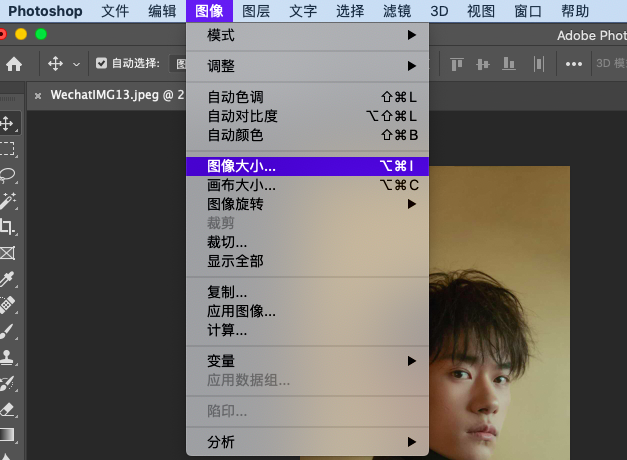 Photoshop 文件 编辑 图像 图层 文字 选择 滤镜 3D 视图 窗口 帮助
Adobe Phot
自动选择: 图
3D 模
× WechatIMG13.jpeg @ 2
模式 ▶
调整 ▶
自动色调 ⇧⌘L
自动对比度 ⌥⇧⌘L
自动颜色 ⇧⌘B
图像大小... ⌥⌘I
画布大小... ⌥⌘C
图像旋转 ▶
裁剪
裁切...
显示全部
复制...
应用图像...
计算...
变量 ▶
应用数据组...
陷印...
分析 ▶